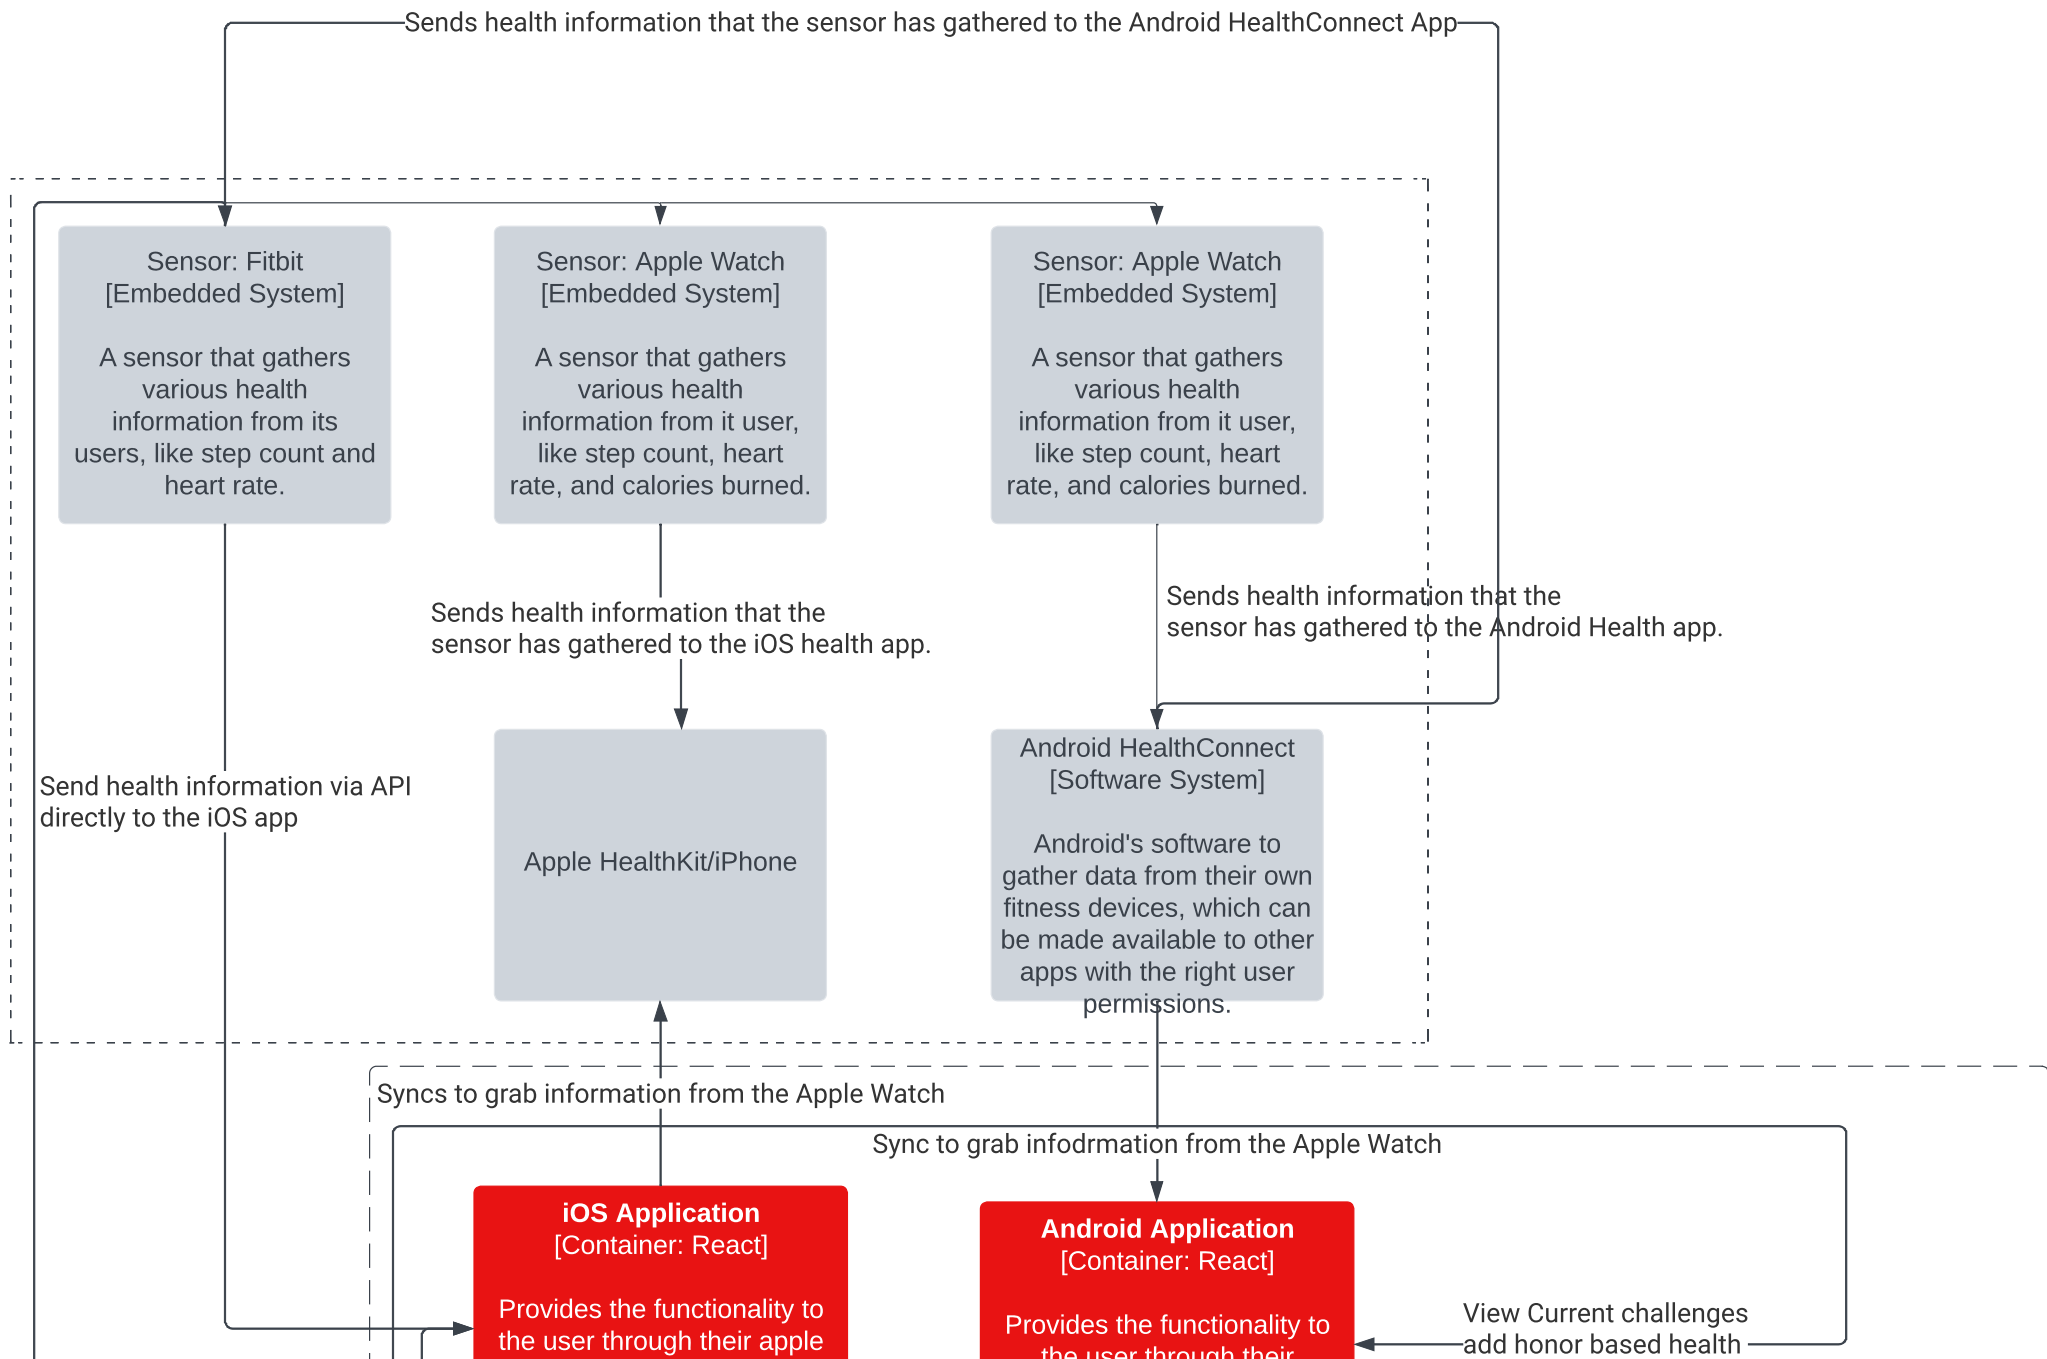 Sends health information that the sensor has gathered to the Android HealthConnect App
Sensor: Fitbit
[Embedded System]
A sensor that gathers
various health
information from its
users, like step count and
heart rate.
Sensor: Apple Watch
[Embedded System]
A sensor that gathers
various health
information from it user,
like step count, heart
rate, and calories burned.
Sensor: Apple Watch
[Embedded System]
A sensor that gathers
various health
information from it user,
like step count, heart
rate, and calories burned.
Sends health information that the
sensor has gathered to the iOS health app.
Sends health information that the
sensor has gathered to the Android Health app.
Send health information via API
directly to the iOS app
Apple HealthKit/iPhone
Android HealthConnect
[Software System]
Android's software to
gather data from their own
fitness devices, which can
be made available to other
apps with the right user
permissions.
Syncs to grab information from the Apple Watch
Sync to grab infodrmation from the Apple Watch
iOS Application
[Container: React]
Provides the functionality to
the user through their apple
Android Application
[Container: React]
Provides the functionality to
the user through their
View Current challenges
add honor based health